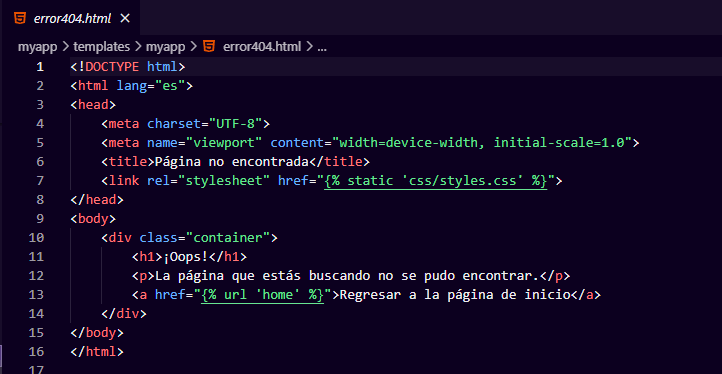 error404.html ×
myapp > templates > myapp > error404.html > ...
1 <!DOCTYPE html>
2 <html lang="es">
3 <head>
4     <meta charset="UTF-8">
5     <meta name="viewport" content="width=device-width, initial-scale=1.0">
6     <title>Página no encontrada</title>
7     <link rel="stylesheet" href="{% static 'css/styles.css' %}">
8 </head>
9 <body>
10     <div class="container">
11         <h1>¡Oops!</h1>
12         <p>La página que estás buscando no se pudo encontrar.</p>
13         <a href="{% url 'home' %}">Regresar a la página de inicio</a>
14     </div>
15 </body>
16 </html>
17